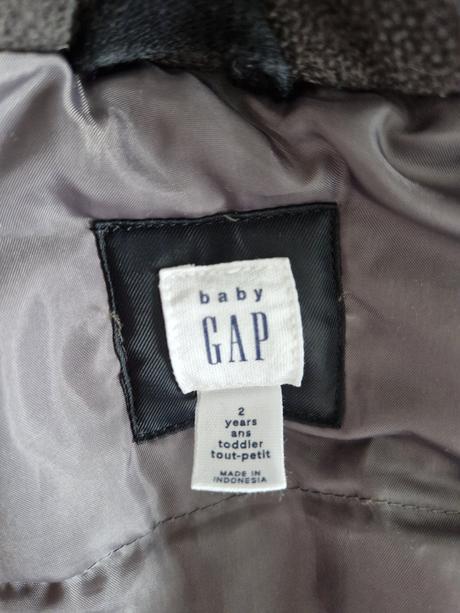 baby
GAP
2
years
ans
toddler
tout-petit
MADE IN
INDONESIA